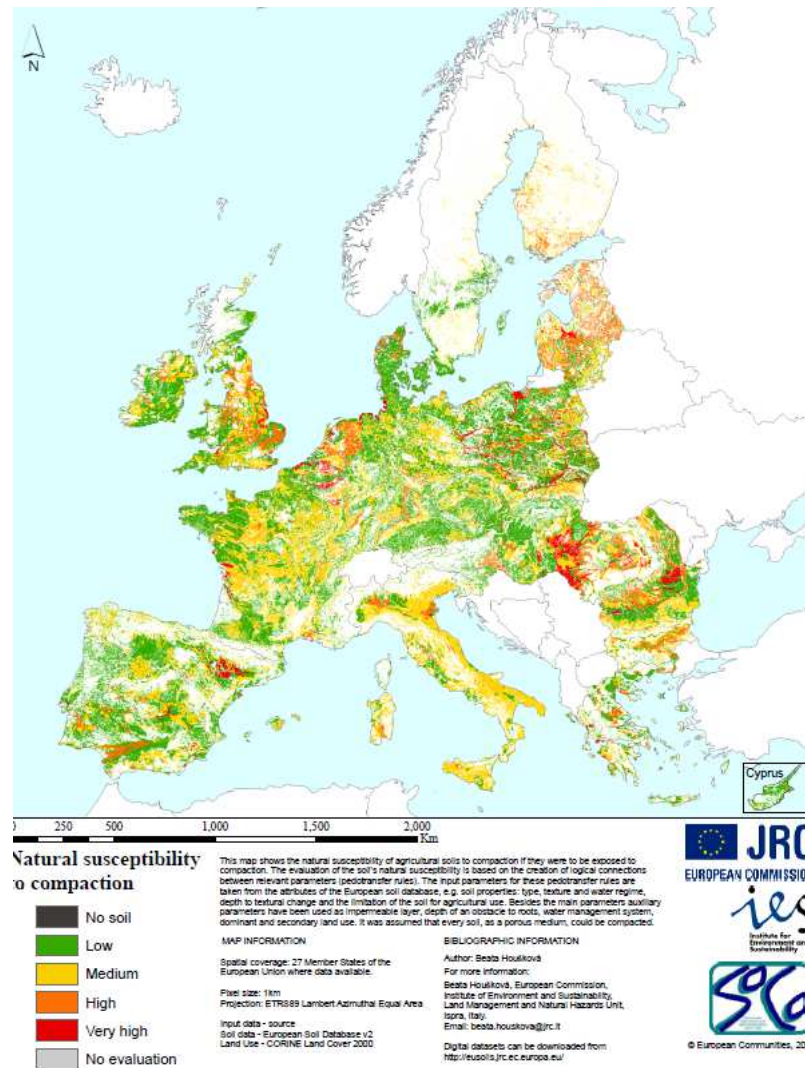 N
Cyprus
0 250 500 1,000 1,500 2,000
Km
Natural susceptibility
to compaction
No soil
Low
Medium
High
Very high
No evaluation
This map shows the natural susceptibility of agricultural soils to compaction if they were to be exposed to
compaction. The evaluation of the soil's natural susceptibility is based on the creation of logical connections
between relevant parameters (pedotransfer rules). The input parameters for these pedotransfer rules are
taken from the attributes of the European soil database, e.g. soil properties: type, texture and water regime,
depth to textural change and the limitation of the soil for agricultural use. Besides the main parameters auxiliary
parameters have been used as impermeable layer, depth of an obstacle to roots, water management system,
dominant and secondary land use. It was assumed that every soil, as a porous medium, could be compacted.
MAP INFORMATION
Spatial coverage: 27 Member States of the
European Union where data available.
Pixel size: 1km
Projection: ETRS89 Lambert Azimuthal Equal Area
Input data - source
Soil data - European Soil Database v2
Land Use - CORINE Land Cover 2000
BIBLIOGRAPHIC INFORMATION
Author: Beata Houšková
For more information:
Beata Houšková, European Commission,
Institute of Environment and Sustainability,
Land Management and Natural Hazards Unit,
Ispra, Italy.
Email: beata.houskova@jrc.it
Digital datasets can be downloaded from
http://eusoils.jrc.ec.europa.eu/
JRC
EUROPEAN COMMISSIO
ies
Institute for
Environment and
Sustainability
SoCo
© European Communities, 20